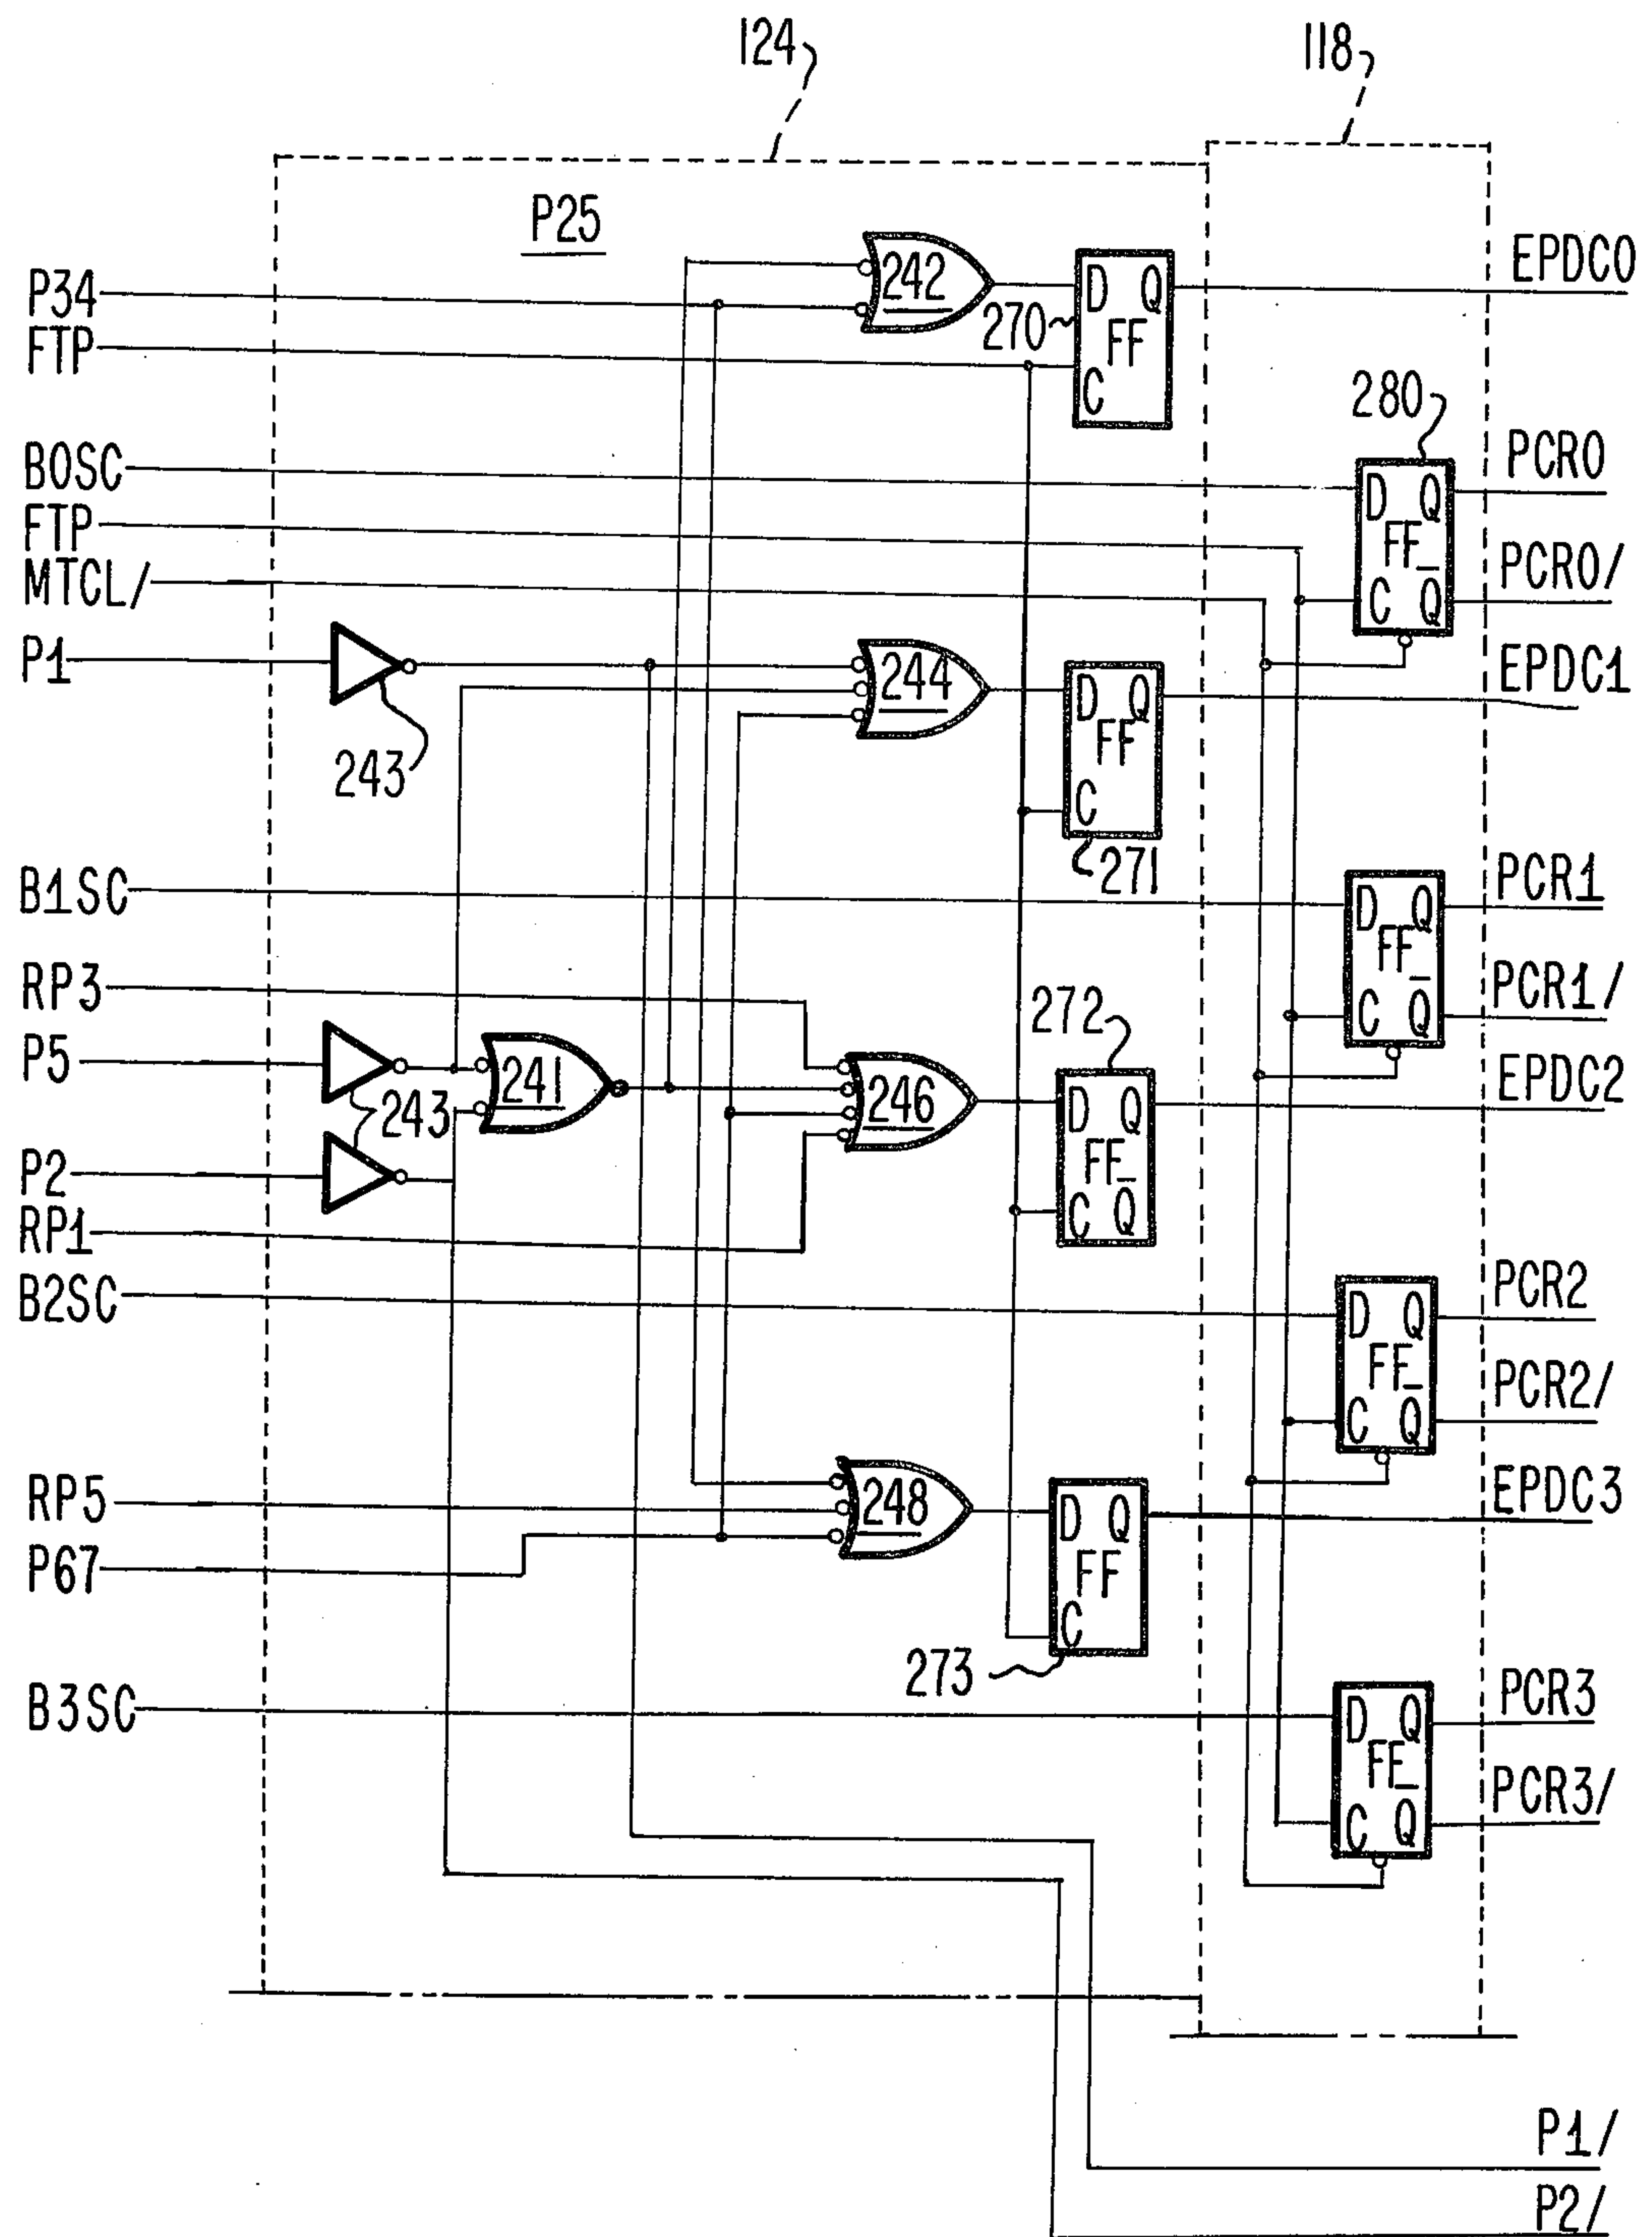 124
118
P25
242
EPDC0
P34
D Q
270
FF
FTP
C
280
B0SC
PCR0
D Q
FTP
FF
PCR0/
MTCL/
C Q
P1
244
EPDC1
D Q
FF
243
C
271
B1SC
PCR1
D Q
FF
RP3
272
PCR1/
C Q
P5
241
246
EPDC2
243
D Q
P2
FF
RP1
C Q
B2SC
PCR2
D Q
FF
PCR2/
C Q
RP5
248
EPDC3
D Q
P67
FF
C
273
B3SC
PCR3
D Q
FF
PCR3/
C Q
P1/
P2/